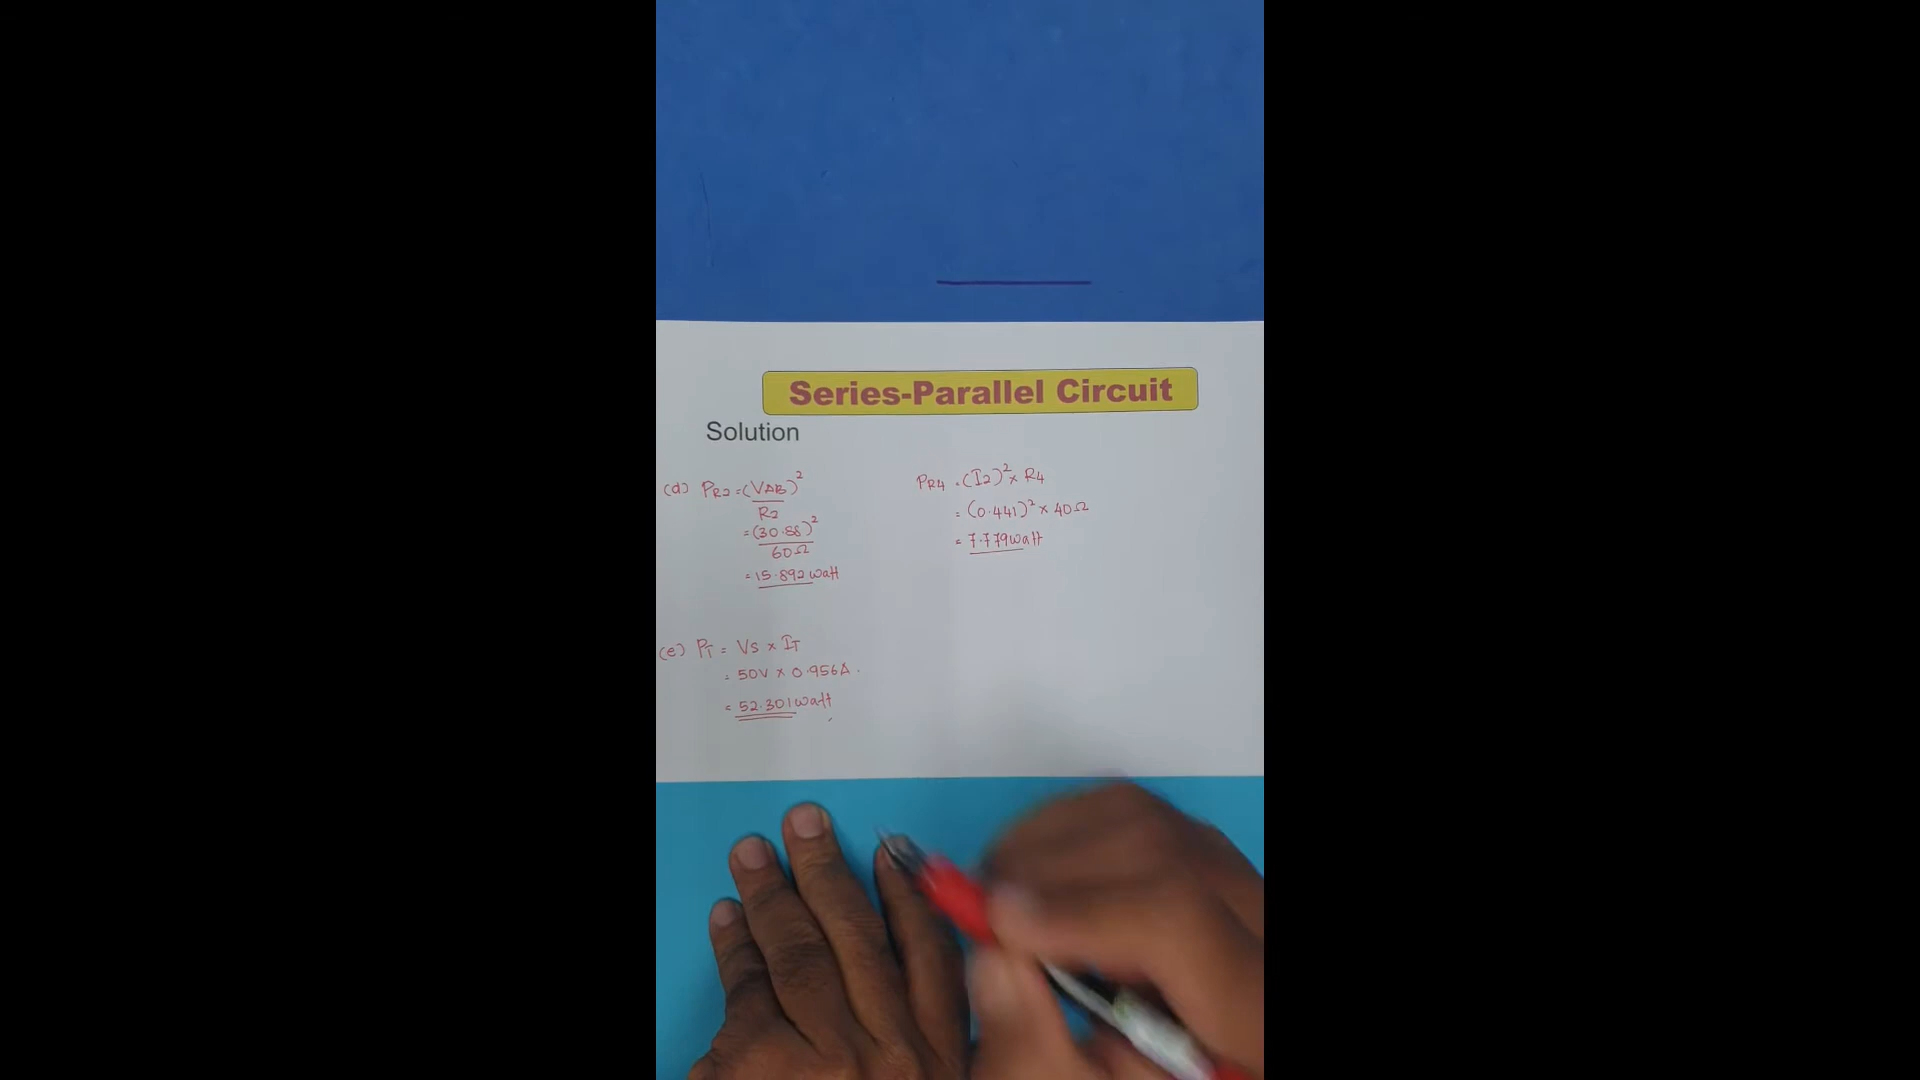 Series-Parallel Circuit
Solution
(d) PR2 = (VAB)²
R2
= (30.88)²
60Ω
= 15.892 watt
PR4 = (I2)² × R4
= (0.441)² × 40Ω
= 7.779 watt
(e) PT = VS × IT
= 50V × 0.956A.
= 52.301 watt